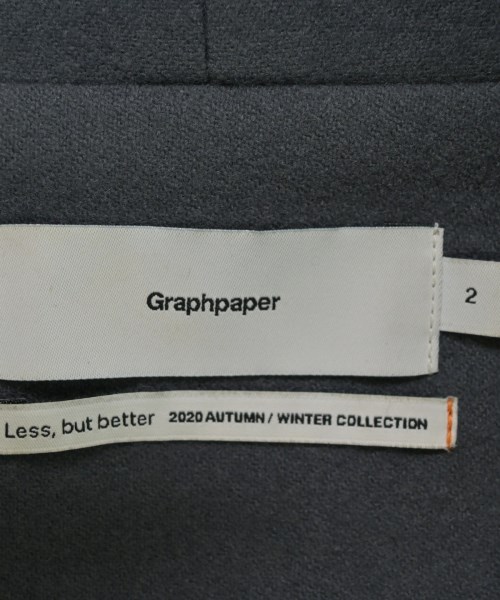 Graphpaper
2
Less, but better 2020 AUTUMN / WINTER COLLECTION